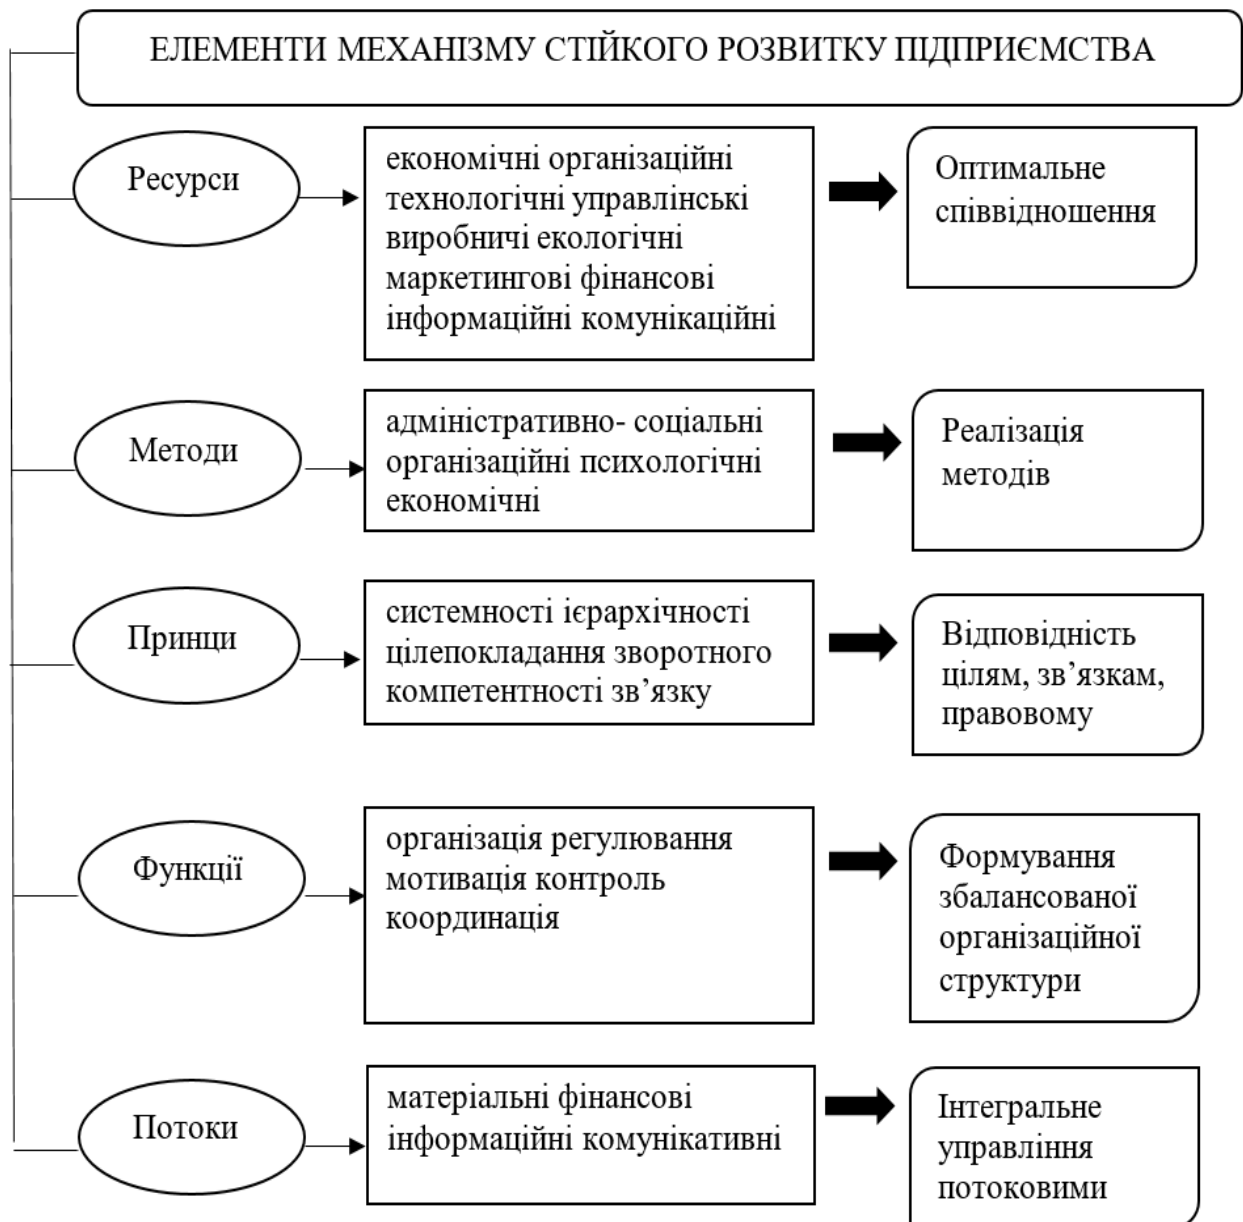 ЕЛЕМЕНТИ МЕХАНІЗМУ СТІЙКОГО РОЗВИТКУ ПІДПРИЄМСТВА
Ресурси
економічні організаційні
технологічні управлінські
виробничі екологічні
маркетингові фінансові
інформаційні комунікаційні
Оптимальне
співвідношення
Методи
адміністративно- соціальні
організаційні психологічні
економічні
Реалізація
методів
Принци
системності ієрархічності
цілепокладання зворотного
компетентності зв’язку
Відповідність
цілям, зв’язкам,
правовому
Функції
організація регулювання
мотивація контроль
координація
Формування
збалансованої
організаційної
структури
Потоки
матеріальні фінансові
інформаційні комунікативні
Інтегральне
управління
потоковими